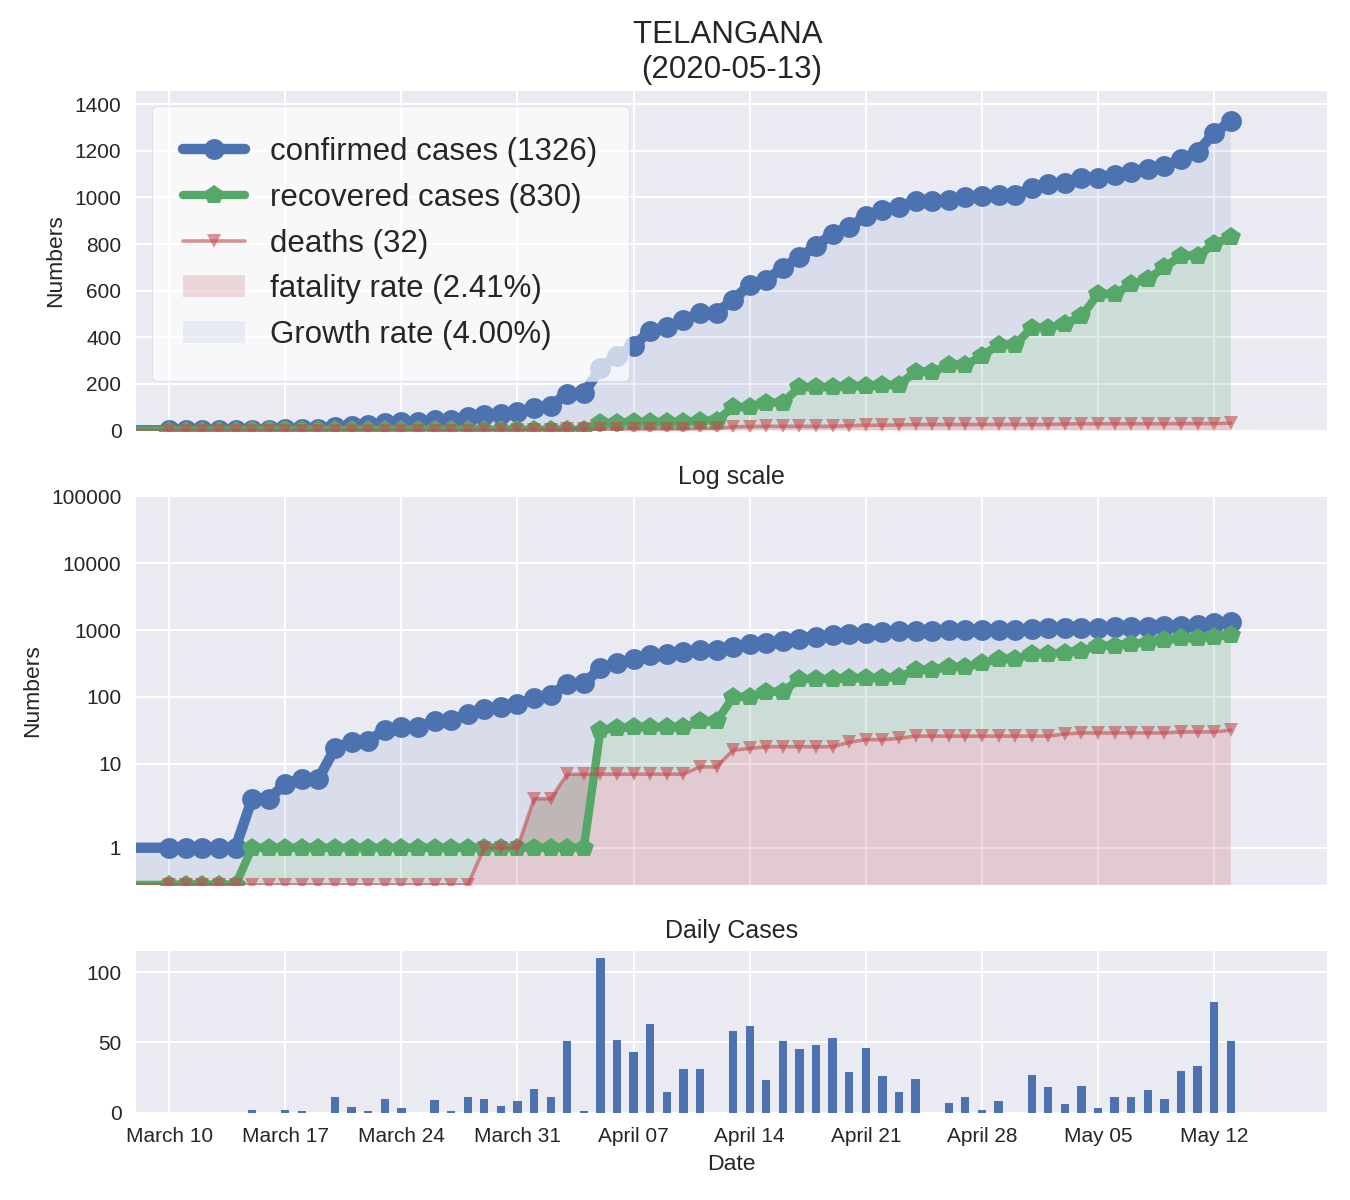 TELANGANA
(2020-05-13)
1400
1200
1000
800
600
400
200
0
Numbers
confirmed cases (1326)
recovered cases (830)
deaths (32)
fatality rate (2.41%)
Growth rate (4.00%)
Log scale
100000
10000
1000
100
10
1
Numbers
Daily Cases
100
50
0
March 10 March 17 March 24 March 31 April 07 April 14 April 21 April 28 May 05 May 12
Date